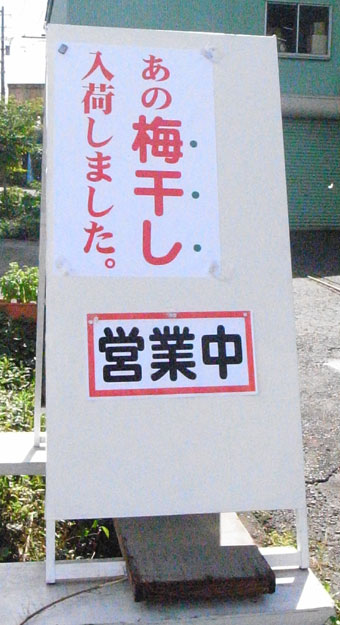 あの梅干し
入荷しました。
営業中